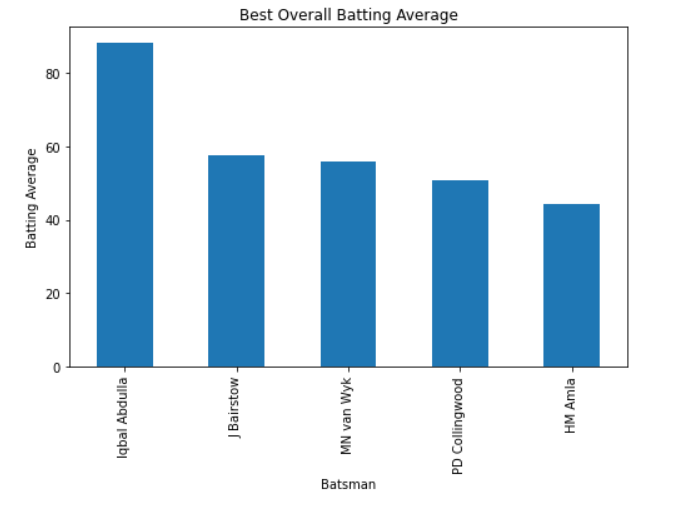 Best Overall Batting Average
Batting Average
80
60
40
20
0
Iqbal Abdulla
J Bairstow
MN van Wyk
PD Collingwood
HM Amla
Batsman